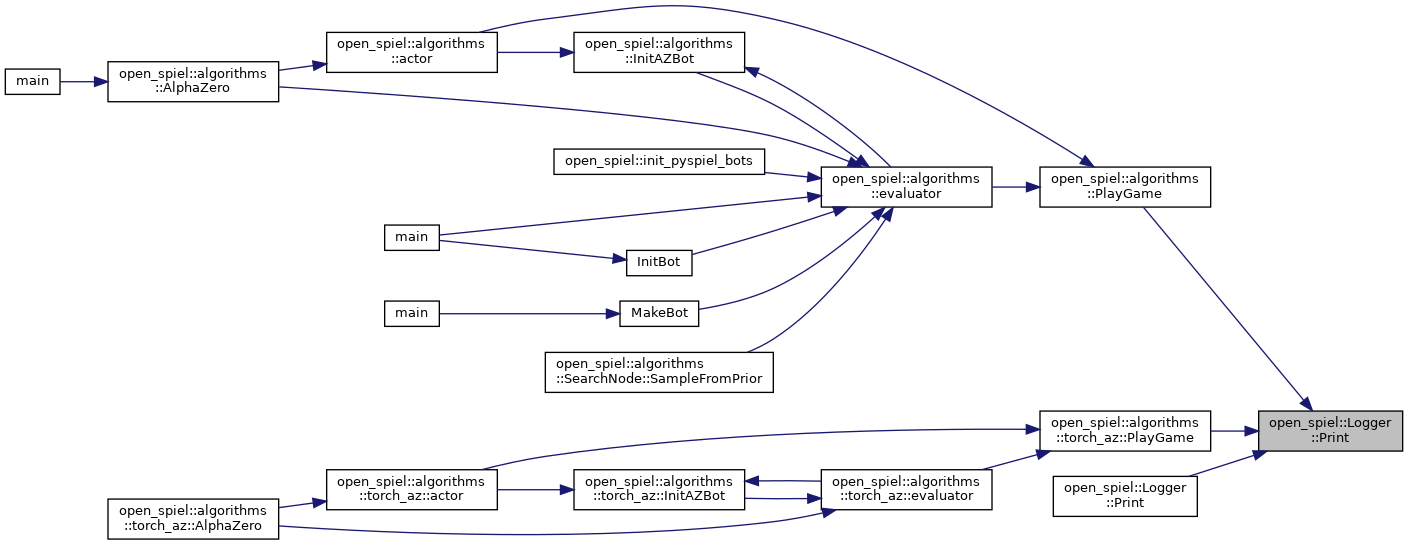 open_spiel::algorithms
::actor
open_spiel::algorithms
::InitAZBot
main
open_spiel::algorithms
::AlphaZero
open_spiel::init_pyspiel_bots
open_spiel::algorithms
::evaluator
open_spiel::algorithms
::PlayGame
main
InitBot
main
MakeBot
open_spiel::algorithms
::SearchNode::SampleFromPrior
open_spiel::algorithms
::torch_az::PlayGame
open_spiel::Logger
::Print
open_spiel::algorithms
::torch_az::actor
open_spiel::algorithms
::torch_az::InitAZBot
open_spiel::algorithms
::torch_az::evaluator
open_spiel::Logger
::Print
open_spiel::algorithms
::torch_az::AlphaZero